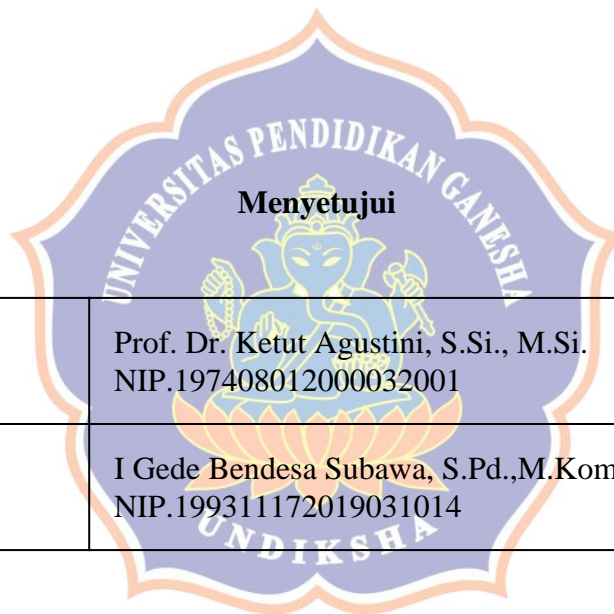 UNIVERSITAS PENDIDIKAN GANESHA
Menyetujui
Prof. Dr. Ketut Agustini, S.Si., M.Si.
NIP.197408012000032001
I Gede Bendesa Subawa, S.Pd.,M.Kom
NIP.199311172019031014
UNDIKSHA